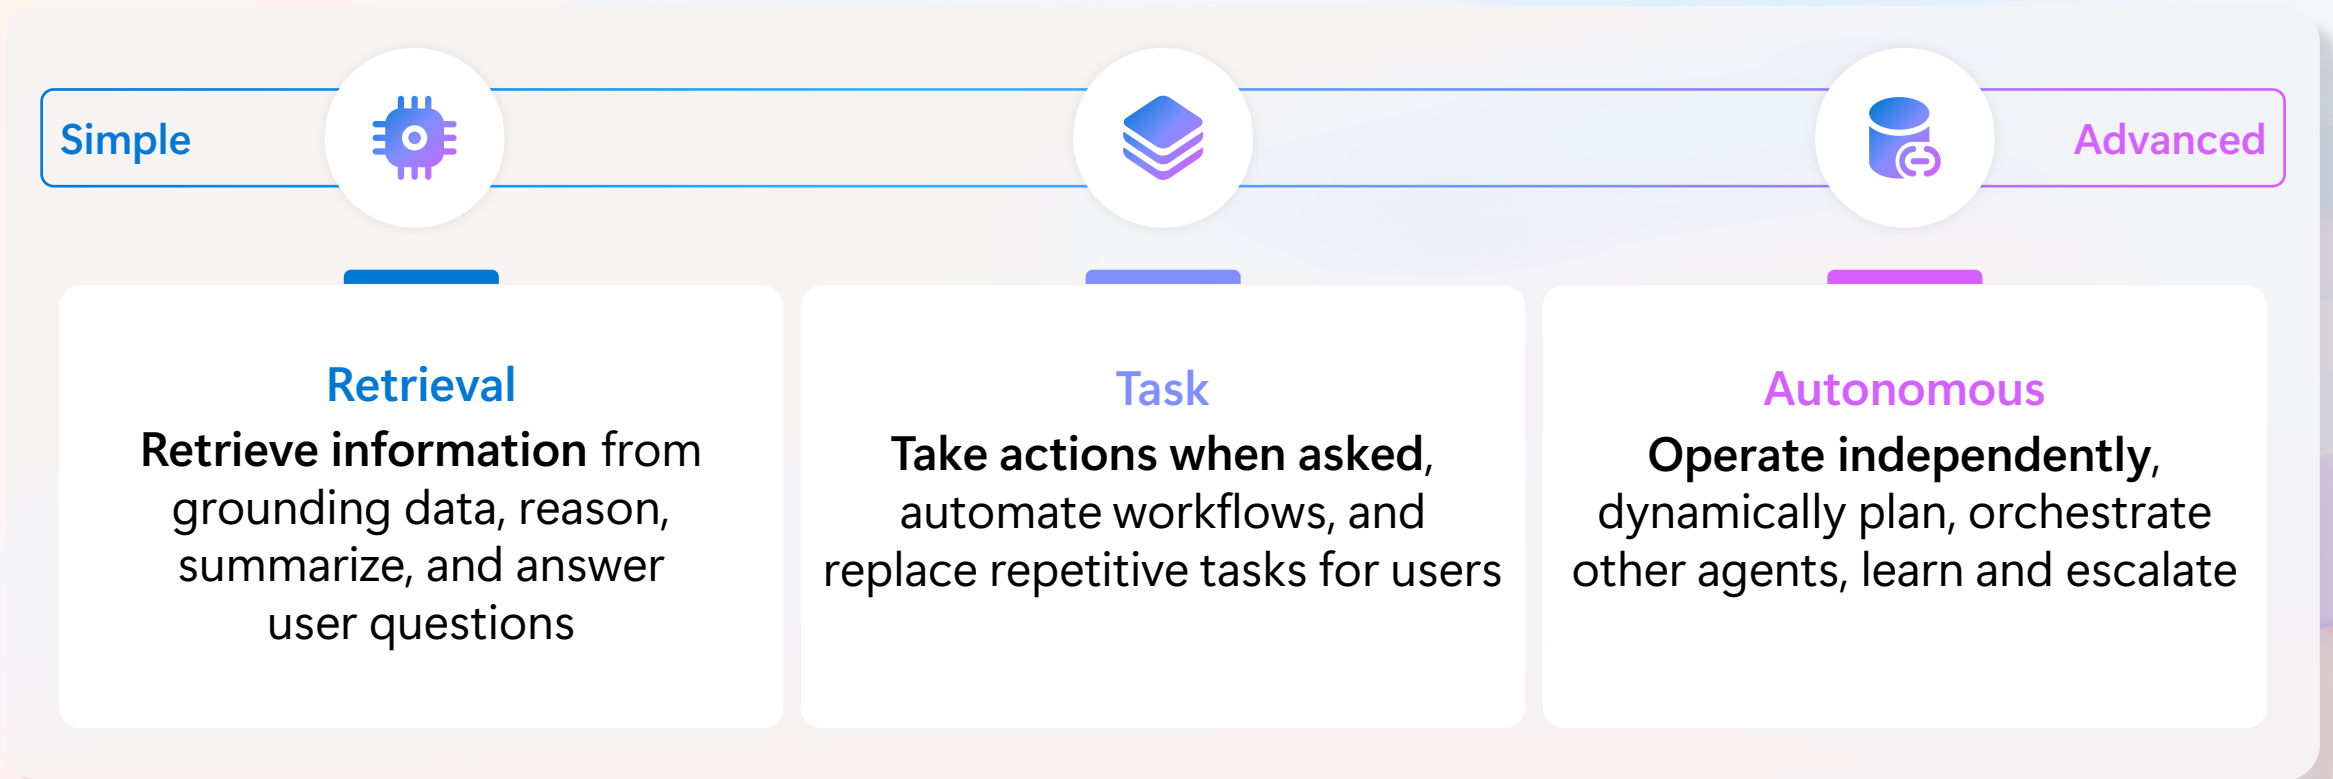 Simple
Advanced
Retrieval
Retrieve information from
grounding data, reason,
summarize, and answer
user questions
Task
Take actions when asked,
automate workflows, and
replace repetitive tasks for users
Autonomous
Operate independently,
dynamically plan, orchestrate
other agents, learn and escalate